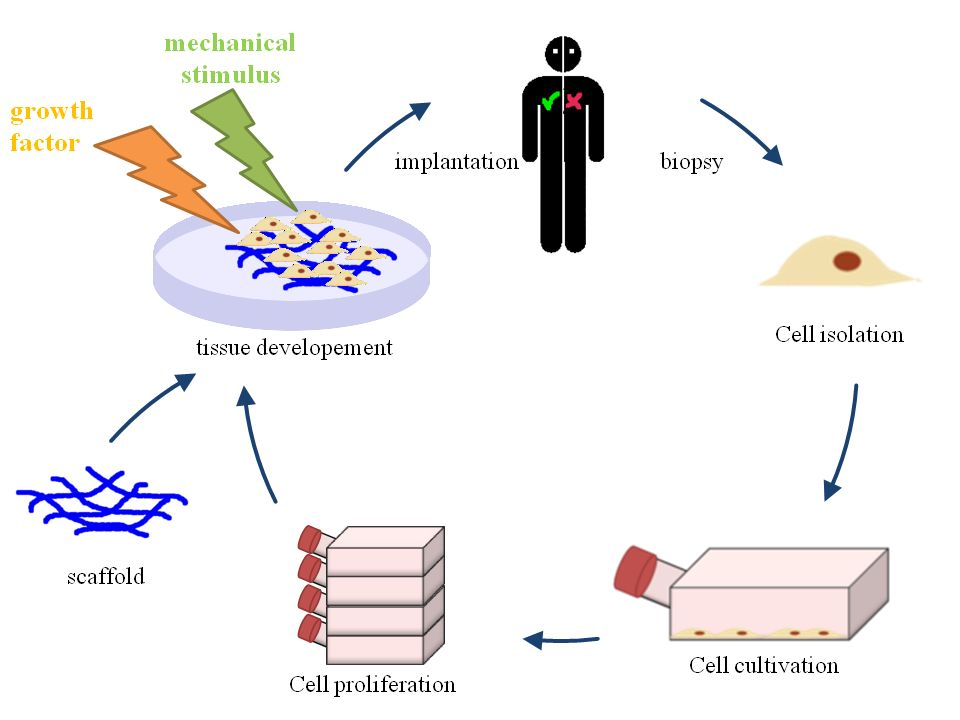 mechanical
stimulus
growth
factor
implantation
biopsy
Cell isolation
tissue developement
scaffold
Cell cultivation
Cell proliferation